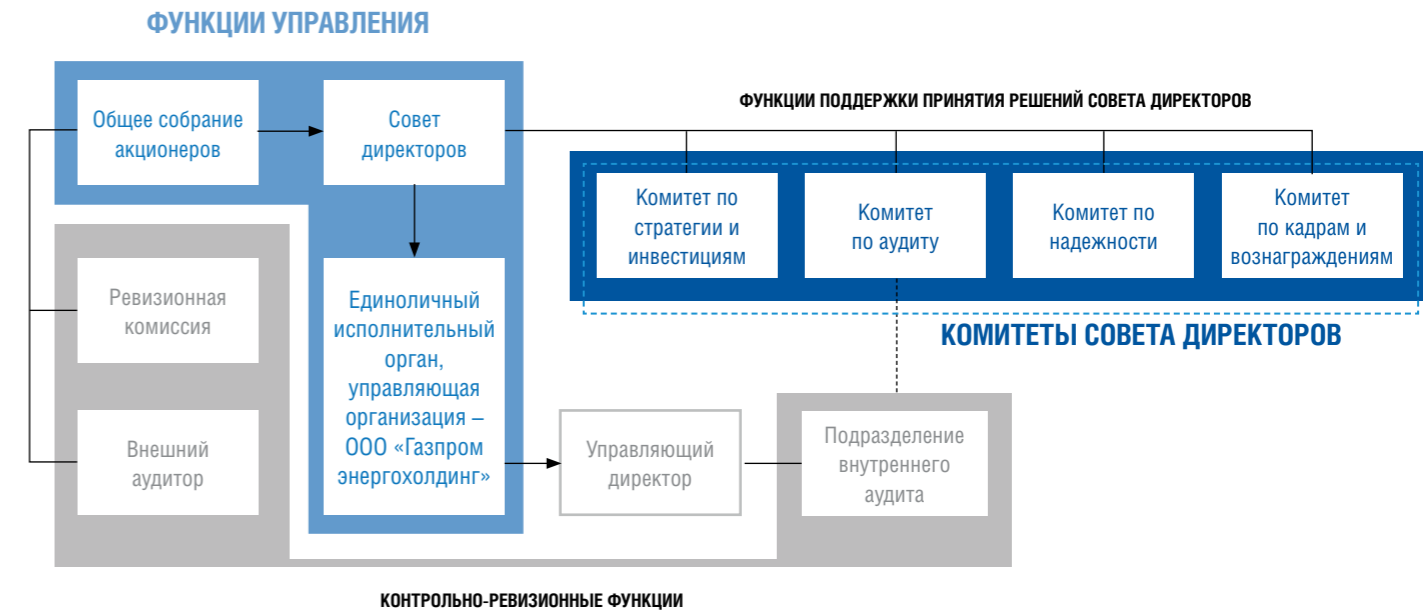 ФУНКЦИИ УПРАВЛЕНИЯ
ФУНКЦИИ ПОДДЕРЖКИ ПРИНЯТИЯ РЕШЕНИЙ СОВЕТА ДИРЕКТОРОВ
Общее собрание
акционеров
Совет
директоров
Комитет по
стратегии и
инвестициям
Комитет
по аудиту
Комитет по
надежности
Комитет
по кадрам и
вознаграждениям
КОМИТЕТЫ СОВЕТА ДИРЕКТОРОВ
Ревизионная
комиссия
Единоличный
исполнительный
орган,
управляющая
организация –
ООО «Газпром
энергохолдинг»
Внешний
аудитор
Управляющий
директор
Подразделение
внутреннего
аудита
КОНТРОЛЬНО-РЕВИЗИОННЫЕ ФУНКЦИИ